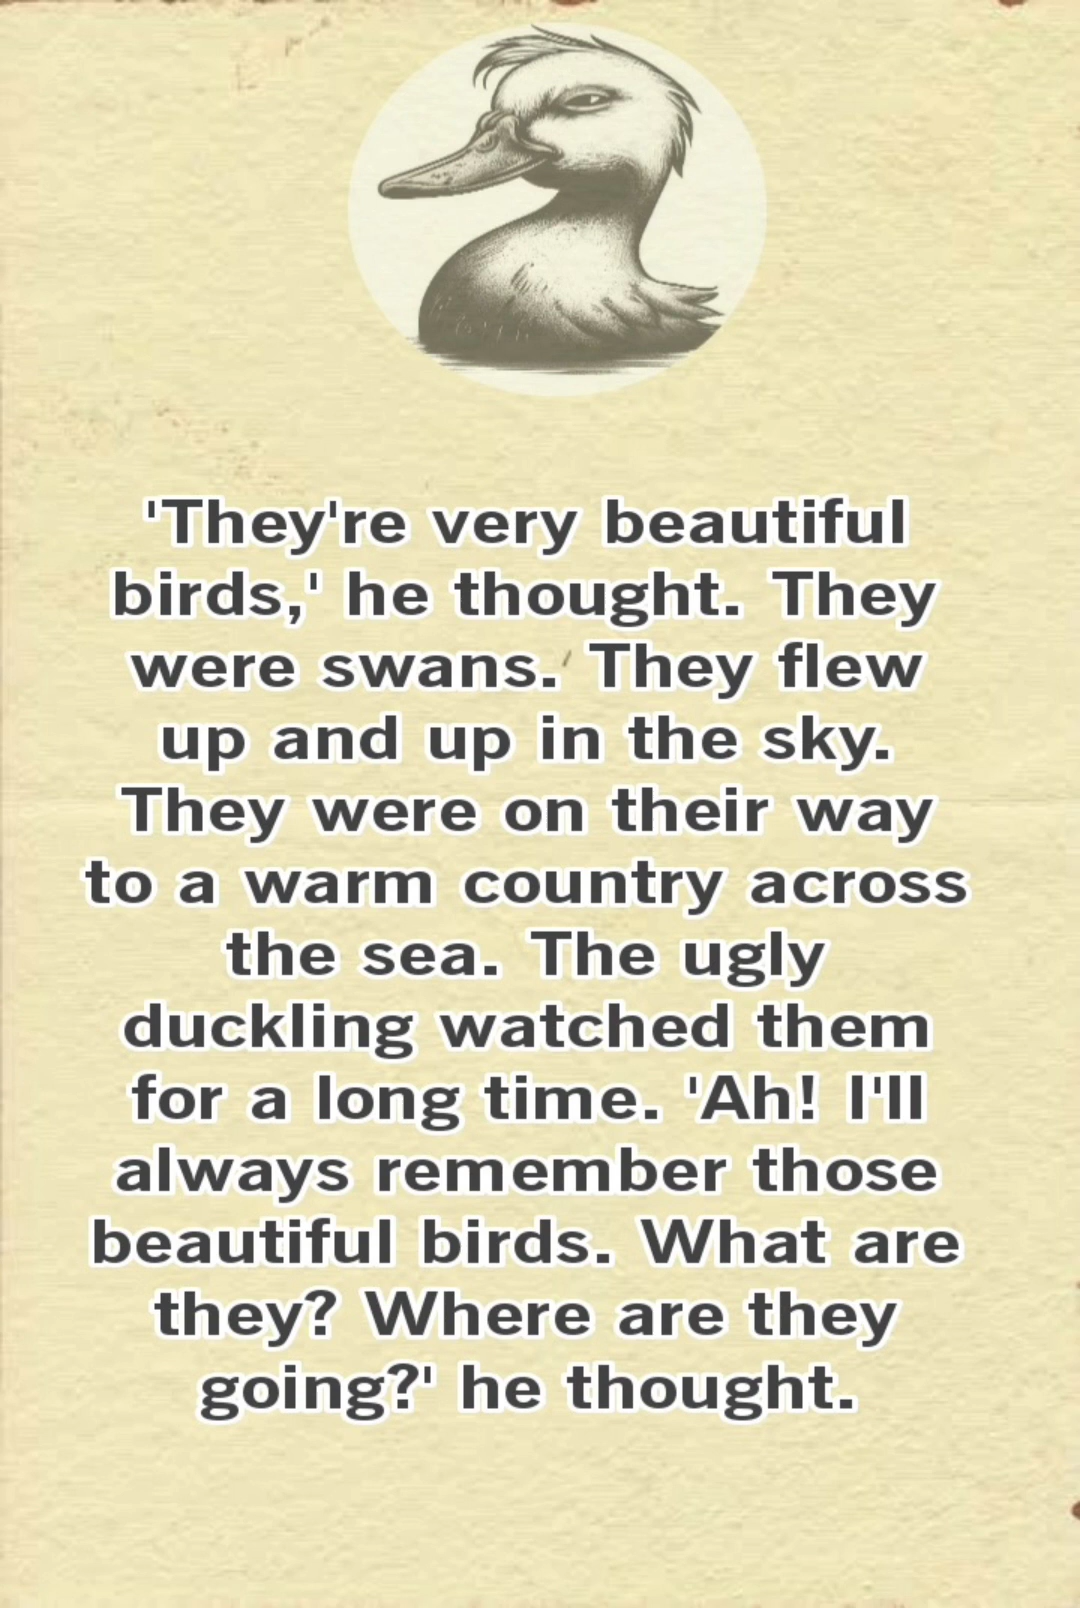 'They're very beautiful
birds,' he thought. They
were swans. They flew
up and up in the sky.
They were on their way
to a warm country across
the sea. The ugly
duckling watched them
for a long time. 'Ah! I'll
always remember those
beautiful birds. What are
they? Where are they
going?' he thought.